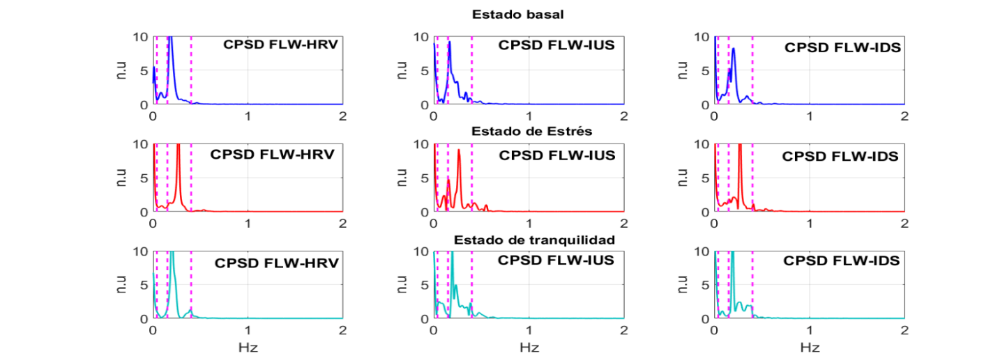 Estado basal
CPSD FLW-HRV
CPSD FLW-IUS
CPSD FLW-IDS
n.u
10
5
0
0 1 2
n.u
10
5
0
0 1 2
n.u
10
5
0
0 1 2
Estado de Estrés
CPSD FLW-HRV
CPSD FLW-IUS
CPSD FLW-IDS
n.u
10
5
0
0 1 2
n.u
10
5
0
0 1 2
n.u
10
5
0
0 1 2
Estado de tranquilidad
CPSD FLW-HRV
CPSD FLW-IUS
CPSD FLW-IDS
n.u
10
5
0
0 1 2
Hz
n.u
10
5
0
0 1 2
Hz
n.u
10
5
0
0 1 2
Hz